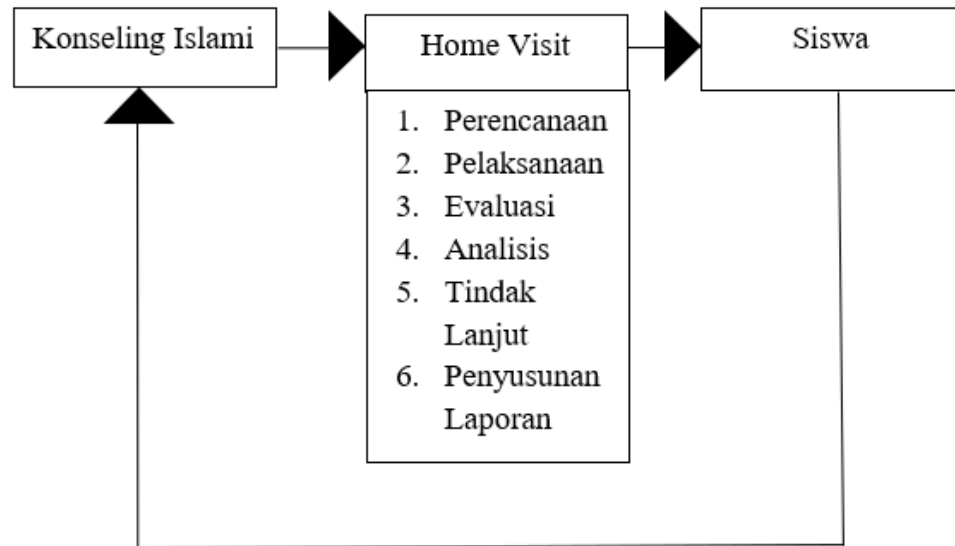 Konseling Islami
Home Visit
Siswa
1. Perencanaan
2. Pelaksanaan
3. Evaluasi
4. Analisis
5. Tindak
Lanjut
6. Penyusunan
Laporan